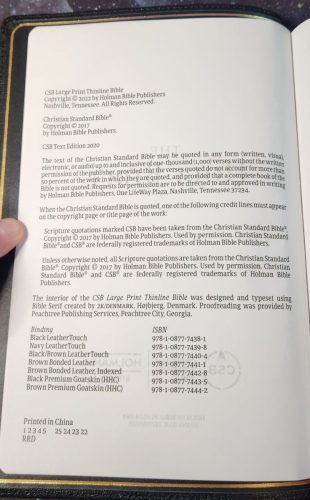 CSB Large Print Thinline Bible
Copyright © 2022 by Holman Bible Publishers
Nashville, Tennessee. All Rights Reserved.
Christian Standard Bible®
Copyright © 2017
by Holman Bible Publishers.
CSB Text Edition 2020
The text of the Christian Standard Bible may be quoted in any form (written, visual,
electronic, or audio) up to and inclusive of one-thousand (1,000) verses without the written
permission of the publisher, provided that the verses quoted do not account for more than
50 percent of the work in which they are quoted, and provided that a complete book of the
Bible is not quoted. Requests for permission are to be directed to and approved in writing
by Holman Bible Publishers, One LifeWay Plaza, Nashville, Tennessee 37234.
When the Christian Standard Bible is quoted, one of the following credit lines must appear
on the copyright page or title page of the work:
Scripture quotations marked CSB have been taken from the Christian Standard Bible®,
Copyright © 2017 by Holman Bible Publishers. Used by permission. Christian Standard
Bible® and CSB® are federally registered trademarks of Holman Bible Publishers.
Unless otherwise noted, all Scripture quotations are taken from the Christian Standard
Bible®, Copyright © 2017 by Holman Bible Publishers. Used by permission. Christian
Standard Bible® and CSB® are federally registered trademarks of Holman Bible
Publishers.
The interior of the CSB Large Print Thinline Bible was designed and typeset using
Bible Serif created by 2K/DENMARK, Højbjerg, Denmark. Proofreading was provided by
Peachtree Publishing Services, Peachtree City, Georgia.
Binding ISBN
Black LeatherTouch 978-1-0877-7438-1
Navy LeatherTouch 978-1-0877-7439-8
Black/Brown LeatherTouch 978-1-0877-7440-4
Brown Bonded Leather 978-1-0877-7441-1
Brown Bonded Leather, Indexed 978-1-0877-7442-8
Black Premium Goatskin (HHC) 978-1-0877-7443-5
Brown Premium Goatskin (HHC) 978-1-0877-7444-2
Printed in China
1 2 3 4 5 25 24 23 22
RRD